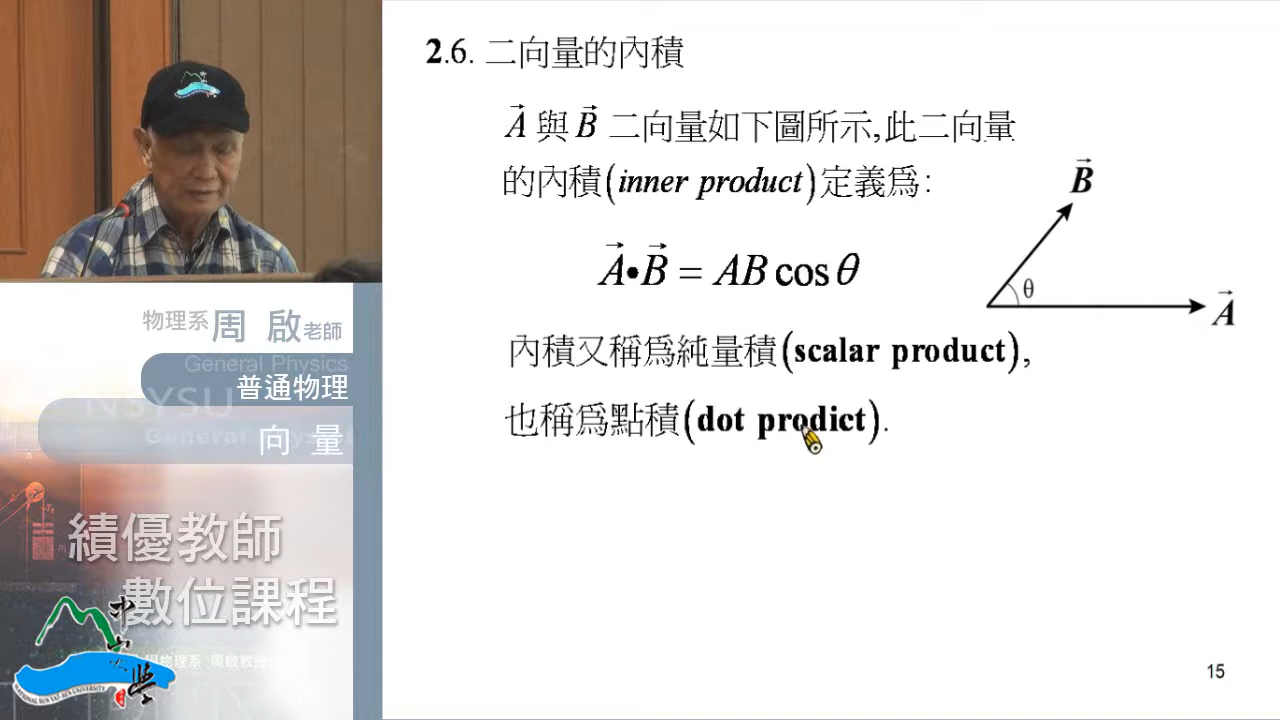 2.6. 二向量的內積
A⃗ 與 B⃗ 二向量如下圖所示,此二向量
的內積(inner product)定義爲:
A⃗•B⃗ = AB cos θ
B⃗
θ
A⃗
內積又稱爲純量積(scalar product),
也稱爲點積(dot prodict).
15
物理系 周 啟 老師
General Physics
普通物理
NSYSU
向 量
績優教師
數位課程